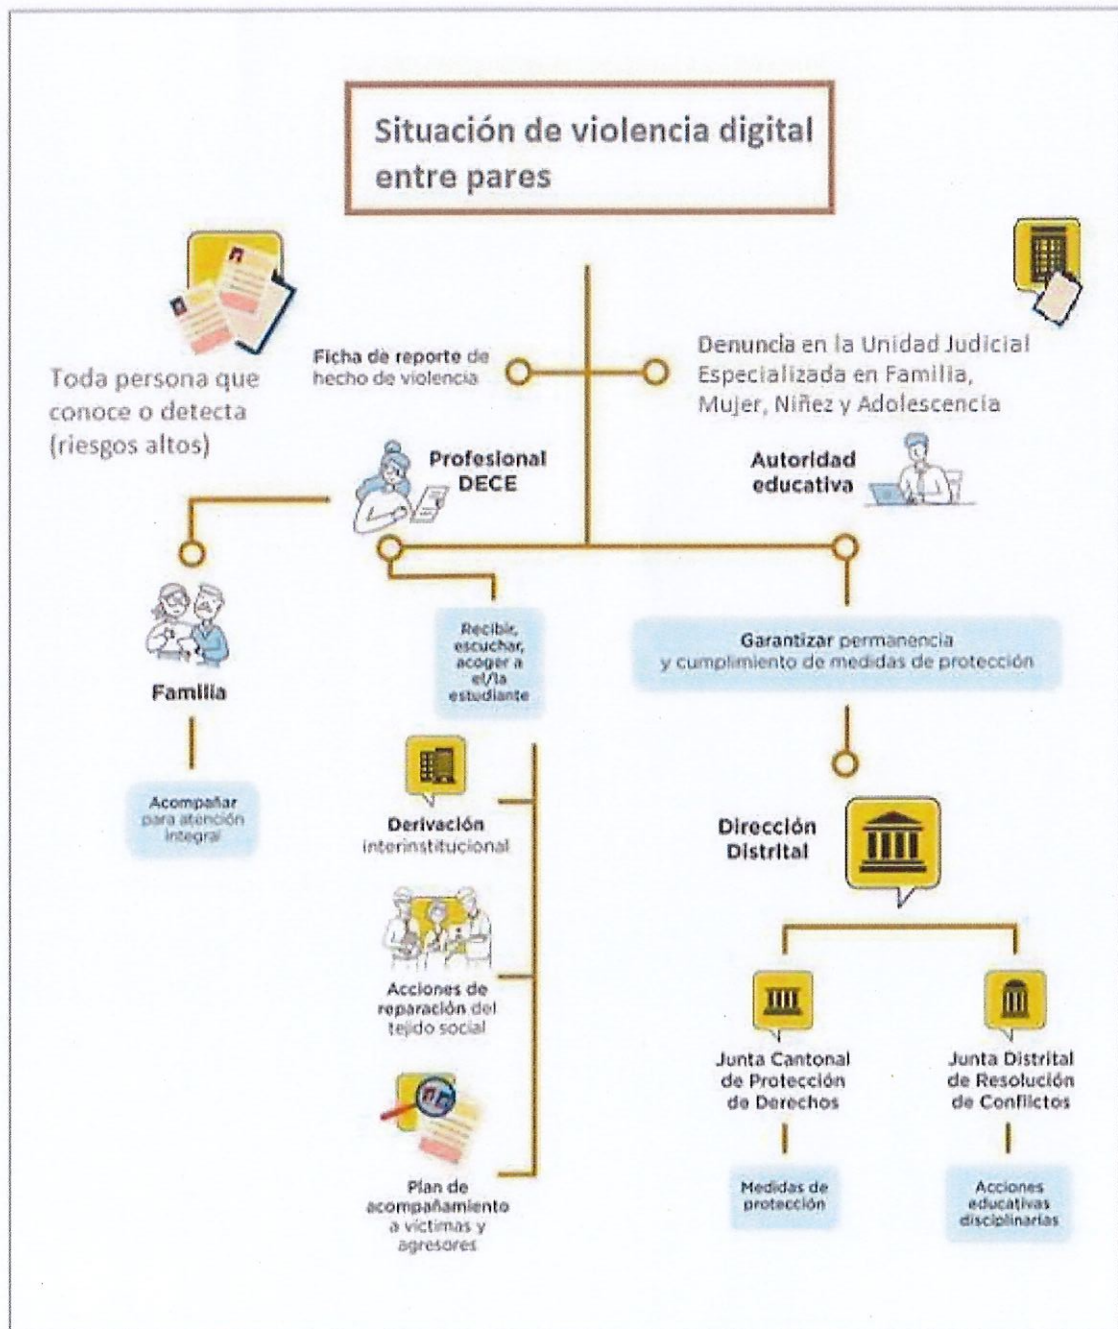 Situación de violencia digital
entre pares
Toda persona que
conoce o detecta
(riesgos altos)
Ficha de reporte de
hecho de violencia
Denuncia en la Unidad Judicial
Especializada en Familia,
Mujer, Niñez y Adolescencia
Profesional
DECE
Autoridad
educativa
Familia
Acompañar
para atención
integral
Recibir,
escuchar,
acoger a
el/la
estudiante
Garantizar permanencia
y cumplimiento de medidas de protección
Derivación
interinstitucional
Acciones de
reparación del
tejido social
Plan de
acompañamiento
a víctimas y
agresores
Dirección
Distrital
Junta Cantonal
de Protección
de Derechos
Junta Distrital
de Resolución
de Conflictos
Medidas de
protección
Acciones
educativas
disciplinarias